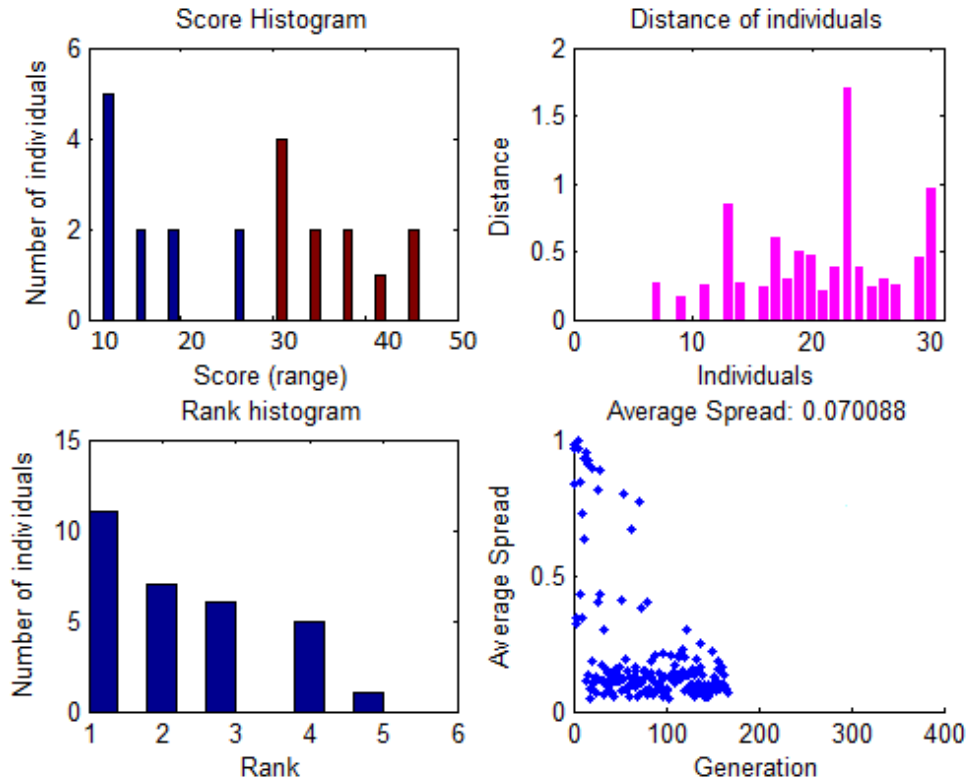 Score Histogram
Number of individuals
6
4
2
0
10 20 30 40 50
Score (range)
Distance of individuals
Distance
2
1.5
1
0.5
0
0 10 20 30
Individuals
Rank histogram
Number of individuals
15
10
5
0
1 2 3 4 5 6
Rank
Average Spread: 0.070088
Average Spread
1
0.5
0
0 100 200 300 400
Generation